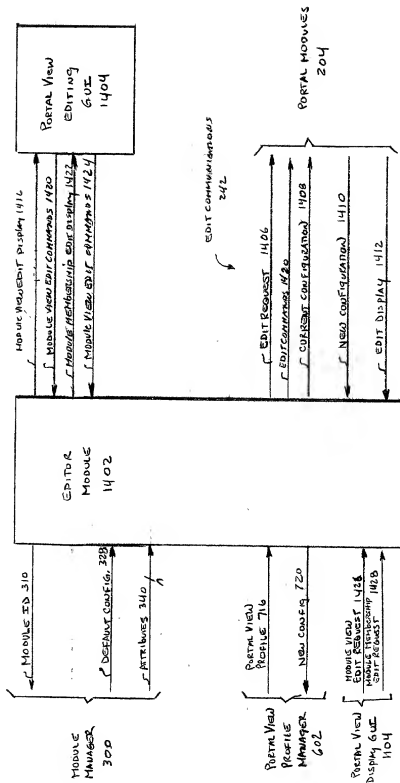 PORTAL VIEW
EDITING
GUI
1404
MODULE VIEW EDIT DISPLAY 1416
MODULE VIEW EDIT COMMANDS 1420
MODULE MEMBERSHIP EDIT DISPLAY 1422
MODULE VIEW EDIT COMMANDS 1424
EDIT COMMUNICATIONS
242
EDIT REQUEST 1406
EDIT COMMANDS 1420
CURRENT CONFIGURATION 1408
NEW CONFIGURATION 1410
EDIT DISPLAY 1412
PORTAL MODULES
204
EDITOR
MODULE
1402
MODULE ID 310
DEFAULT CONFIG. 328
ATTRIBUTES 340
MODULE
MANAGER
300
PORTAL VIEW
PROFILE 716
NEW CONFIG 720
PORTAL VIEW
PROFILE
MANAGER
602
MODULE VIEW
EDIT REQUEST
MODULE MEMBERSHIP
EDIT REQUEST 1428
PORTAL VIEW
DISPLAY GUI
1104